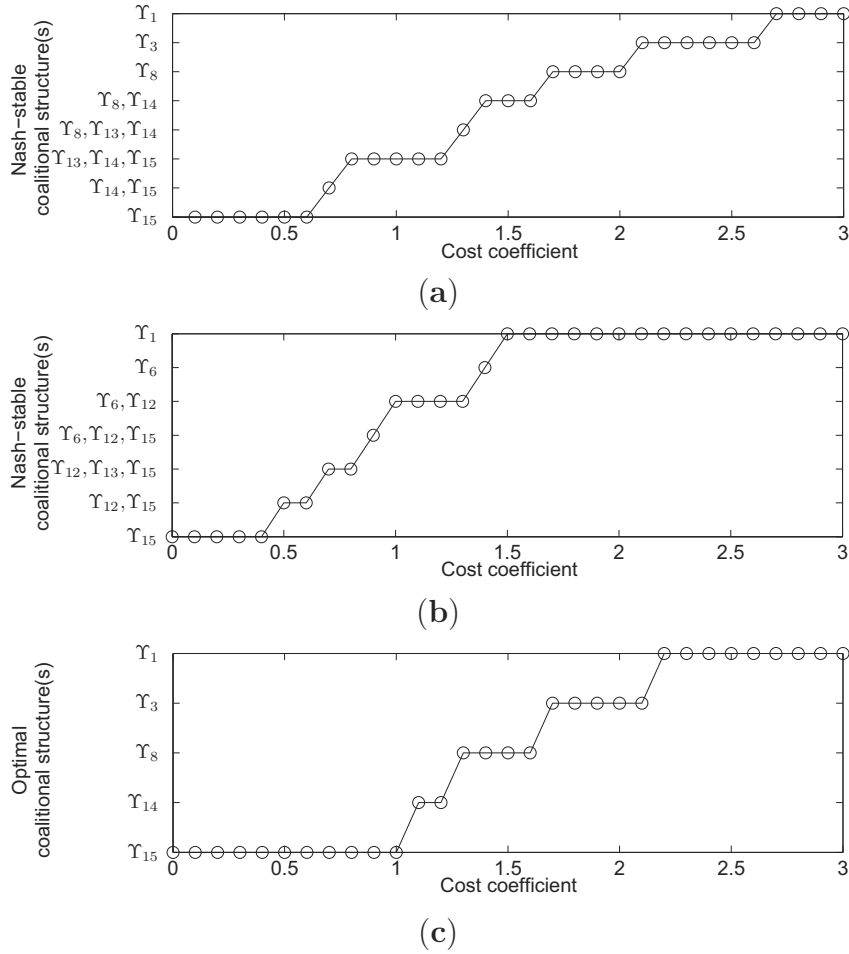 Nash−stable
coalitional structure(s)
ϒ1
ϒ3
ϒ8
ϒ8,ϒ14
ϒ8,ϒ13,ϒ14
ϒ13,ϒ14,ϒ15
ϒ14,ϒ15
ϒ15
0 0.5 1 1.5 2 2.5 3
Cost coefficient
(a)
Nash−stable
coalitional structure(s)
ϒ1
ϒ6
ϒ6,ϒ12
ϒ6,ϒ12,ϒ15
ϒ12,ϒ13,ϒ15
ϒ12,ϒ15
ϒ15
0 0.5 1 1.5 2 2.5 3
Cost coefficient
(b)
Optimal
coalitional structure(s)
ϒ1
ϒ3
ϒ8
ϒ14
ϒ15
0 0.5 1 1.5 2 2.5 3
Cost coefficient
(c)